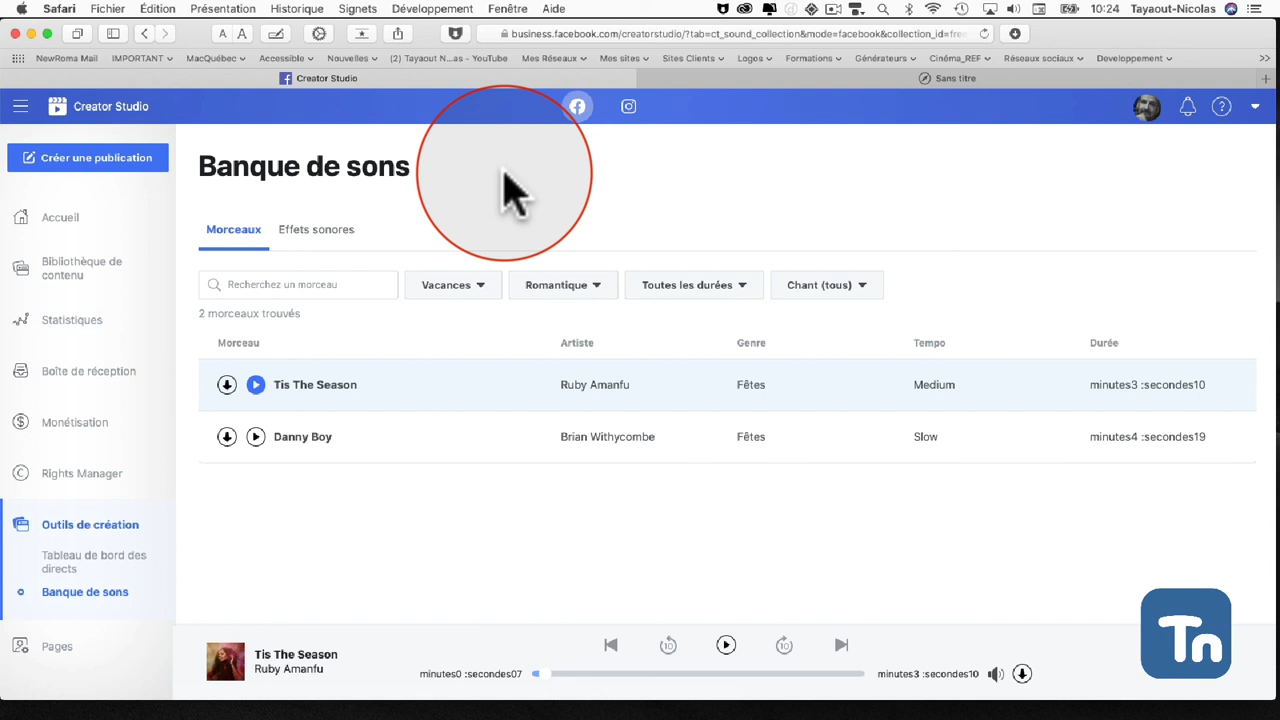 Safari Fichier Édition Présentation Historique Signets Développement Fenêtre Aide 10:24 Tayaout-Nicolas
A A business.facebook.com/creatorstudio/?tab=ct_sound_collection&mode=facebook&collection_id=free
NewRoma Mail IMPORTANT MacQuébec Accessible Nouvelles (2) Tayaout N...as - YouTube Mes Réseaux Mes sites Sites Clients Logos Formations Générateurs Cinéma_REF Réseaux sociaux Developpement
Creator Studio Sans titre
Creator Studio
Créer une publication
Accueil
Bibliothèque de
contenu
Statistiques
Boîte de réception
Monétisation
Rights Manager
Outils de création
Tableau de bord des
directs
Banque de sons
Pages
Banque de sons
Morceaux Effets sonores
Recherchez un morceau Vacances Romantique Toutes les durées Chant (tous)
2 morceaux trouvés
Morceau Artiste Genre Tempo Durée
Tis The Season Ruby Amanfu Fêtes Medium minutes3 :secondes10
Danny Boy Brian Withycombe Fêtes Slow minutes4 :secondes19
Tis The Season
Ruby Amanfu
10 10
minutes0 :secondes07 minutes3 :secondes10
Tn